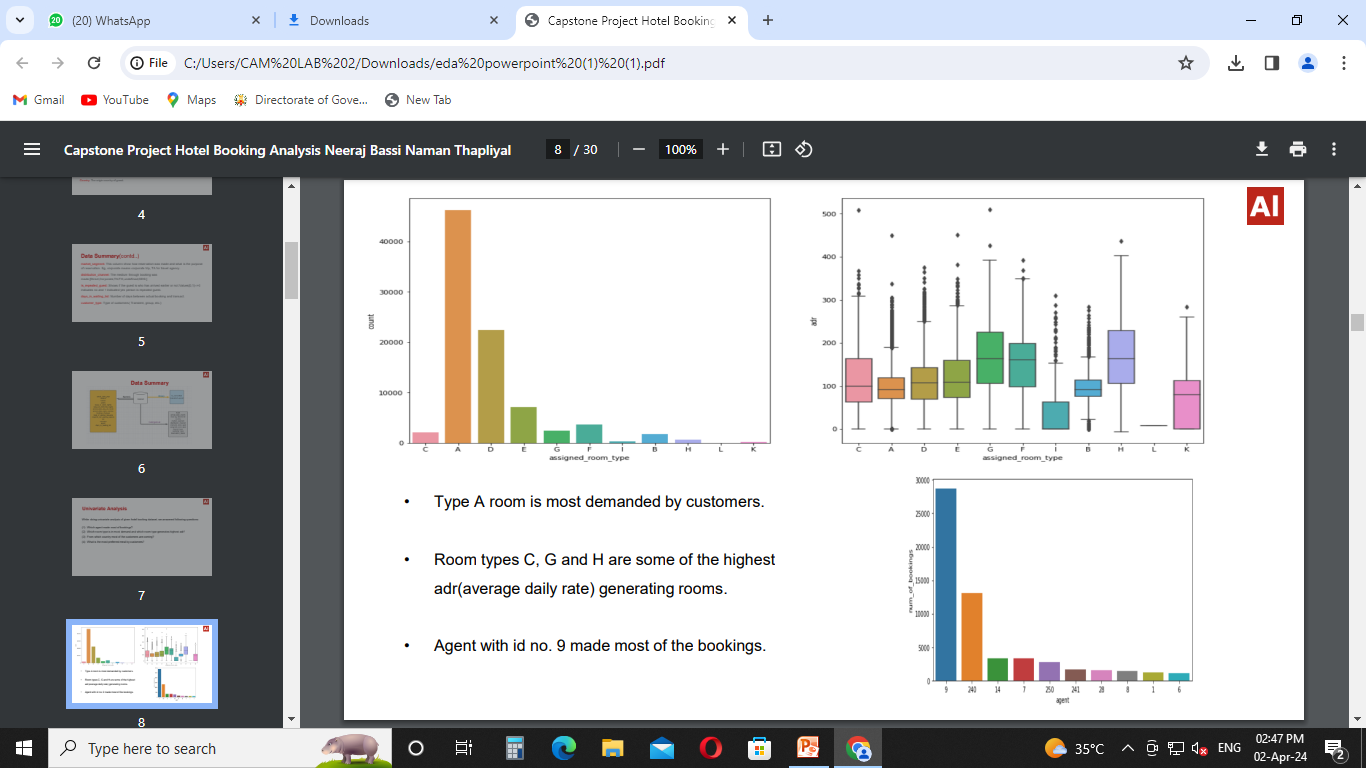 20
(20) WhatsApp
Downloads
Capstone Project Hotel Booking
File
C:/Users/CAM%20LAB%202/Downloads/eda%20powerpoint%20(1)%20(1).pdf
Gmail
YouTube
Maps
Directorate of Gove...
New Tab
Capstone Project Hotel Booking Analysis Neeraj Bassi Naman Thapliyal
8 / 30
100%
4
Data Summary(contd..)
5
Data Summary
6
Univariate Analysis
7
8
AI
count
40000
30000
20000
10000
0
C A D E G F I B H L K
assigned_room_type
adr
500
400
300
200
100
0
C A D E G F I B H L K
assigned_room_type
• Type A room is most demanded by customers.
• Room types C, G and H are some of the highest
adr(average daily rate) generating rooms.
• Agent with id no. 9 made most of the bookings.
num_of_bookings
30000
25000
20000
15000
10000
5000
0
9 240 14 7 250 241 28 8 1 6
agent
Type here to search
35°C
ENG
02:47 PM
02-Apr-24
2